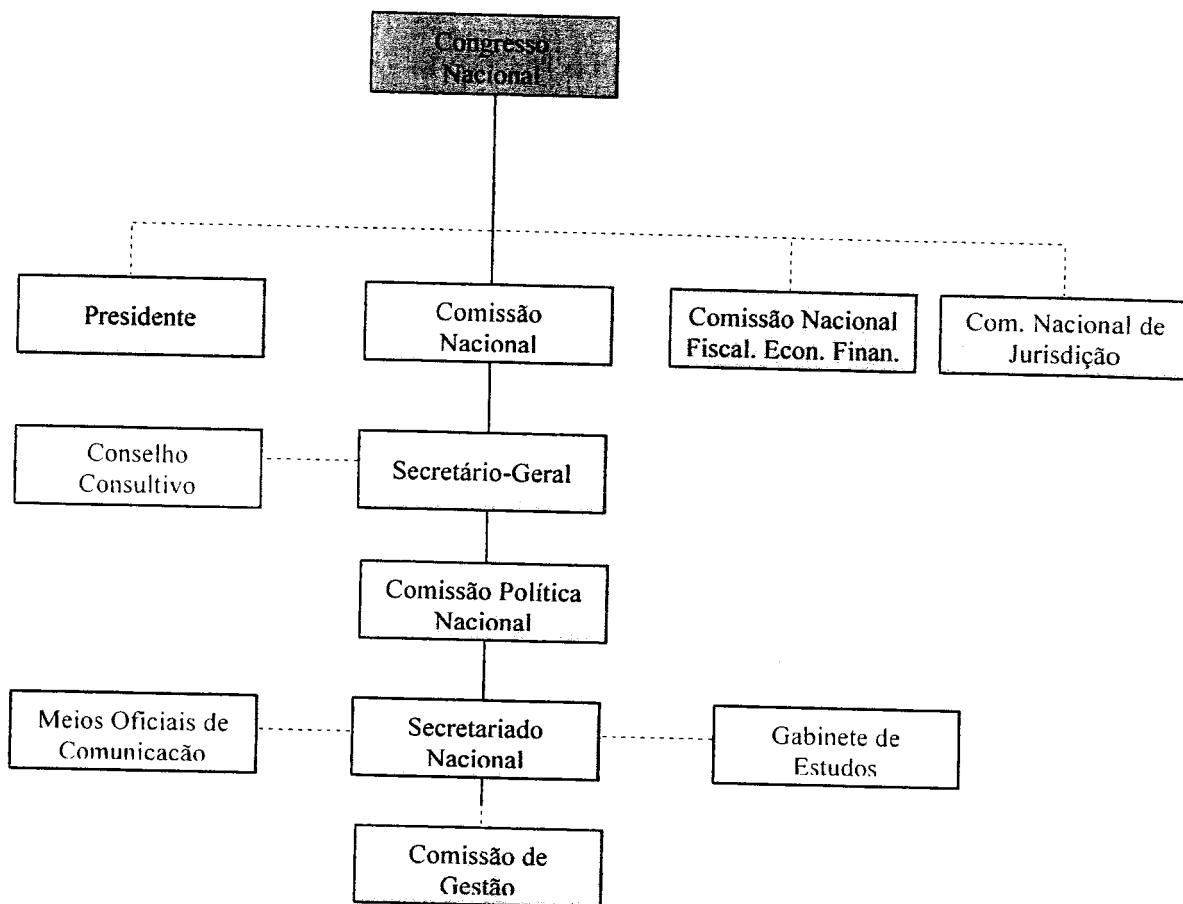 Congresso
Nacional
Presidente
Comissão
Nacional
Comissão Nacional
Fiscal. Econ. Finan.
Com. Nacional de
Jurisdição
Conselho
Consultivo
Secretário-Geral
Comissão Política
Nacional
Meios Oficiais de
Comunicacão
Secretariado
Nacional
Gabinete de
Estudos
Comissão de
Gestão